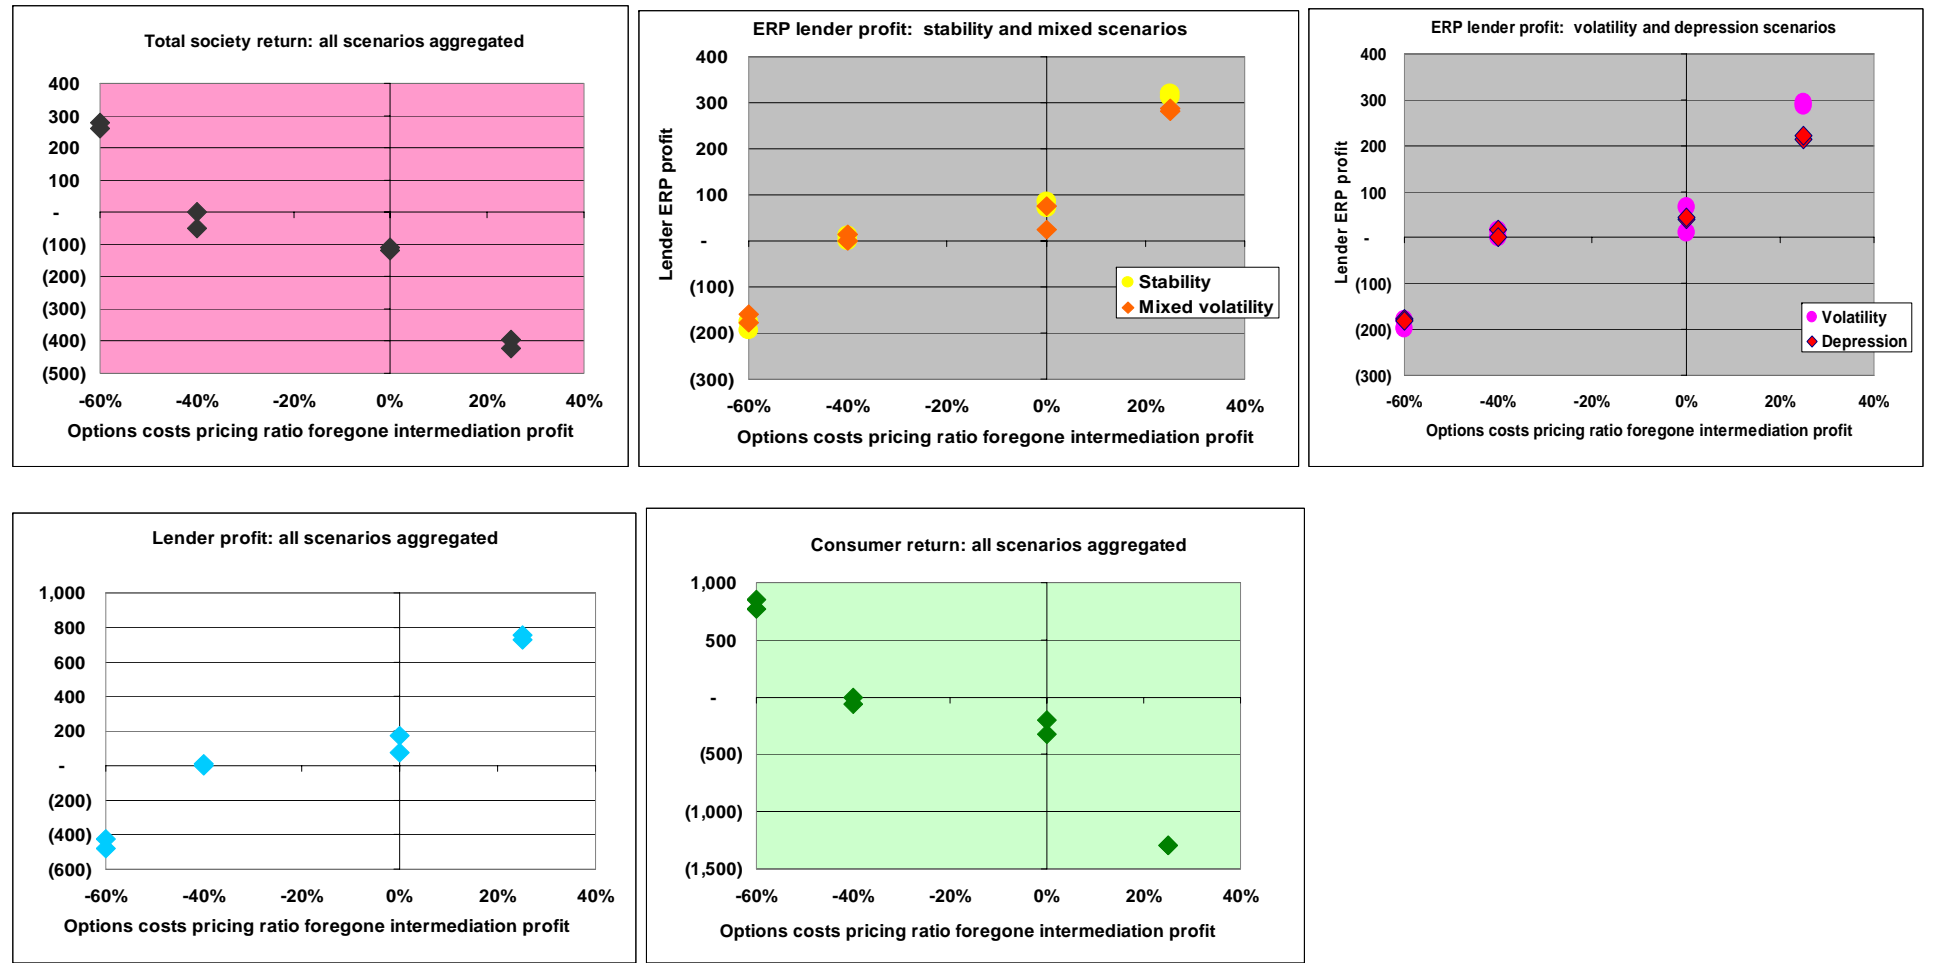 Total society return: all scenarios aggregated
400
300
200
100
-
(100)
(200)
(300)
(400)
(500)
-60% -40% -20% 0% 20% 40%
Options costs pricing ratio foregone intermediation profit
ERP lender profit: stability and mixed scenarios
Lender ERP profit
400
300
200
100
-
(100)
(200)
(300)
Stability
Mixed volatility
-60% -40% -20% 0% 20% 40%
Options costs pricing ratio foregone intermediation profit
ERP lender profit: volatility and depression scenarios
Lender ERP profit
400
300
200
100
-
(100)
(200)
(300)
Volatility
Depression
-60% -40% -20% 0% 20% 40%
Options costs pricing ratio foregone intermediation profit
Lender profit: all scenarios aggregated
1,000
800
600
400
200
-
(200)
(400)
(600)
-60% -40% -20% 0% 20% 40%
Options costs pricing ratio foregone intermediation profit
Consumer return: all scenarios aggregated
1,000
500
-
(500)
(1,000)
(1,500)
-60% -40% -20% 0% 20% 40%
Options costs pricing ratio foregone intermediation profit